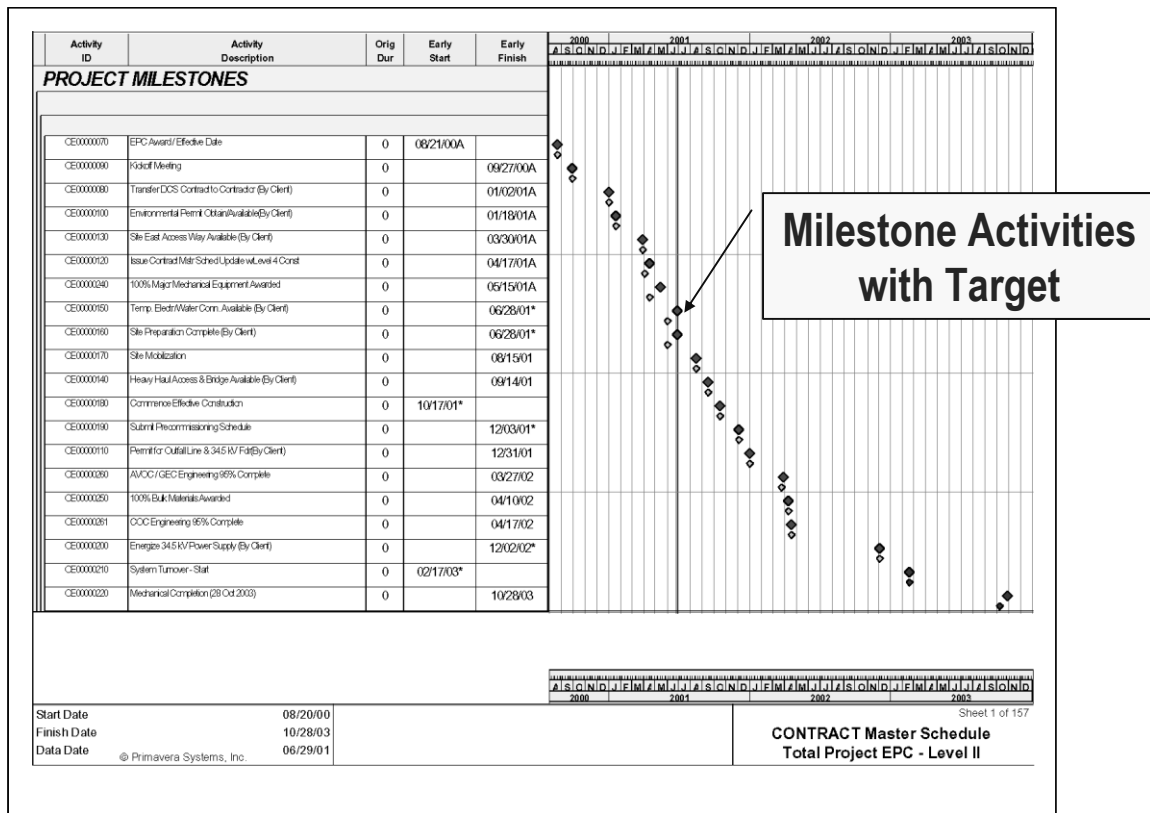 Activity ID Activity Description Orig Dur Early Start Early Finish 2000 2001 2002 2003
A S O N D J F M A M J J A S O N D J F M A M J J A S O N D J F M A M J J A S O N D
PROJECT MILESTONES
CE00000070 EPC Award/ Effective Date 0 08/21/00A
CE00000090 Kickoff Meeting 0 09/27/00A
CE00000080 Transfer DCS Contract to Contractor (By Client) 0 01/02/01A
CE00000100 Environmental Permit Obtain/Available(By Client) 0 01/18/01A
CE00000130 Site East Access Way Available (By Client) 0 03/30/01A
CE00000120 Issue Contract Mstr Sched Update w/Level 4 Const 0 04/17/01A
CE00000240 100% Major Mechanical Equipment Awarded 0 05/15/01A
CE00000150 Temp. Electr/Water Conn. Available (By Client) 0 06/28/01*
CE00000160 Site Preparation Complete (By Client) 0 06/28/01*
CE00000170 Site Mobilization 0 08/15/01
CE00000140 Heavy Haul Access & Bridge Available (By Client) 0 09/14/01
CE00000180 Commence Effective Construction 0 10/17/01*
CE00000190 Submit Precommissioning Schedule 0 12/03/01*
CE00000110 Permit for Outfall Line & 34.5 kV Fdr(By Client) 0 12/31/01
CE00000260 AVOC / GEC Engineering 95% Complete 0 03/27/02
CE00000250 100% Bulk Materials Awarded 0 04/10/02
CE00000261 COC Engineering 95% Complete 0 04/17/02
CE00000200 Energize 34.5 kV Power Supply (By Client) 0 12/02/02*
CE00000210 System Turnover - Start 0 02/17/03*
CE00000220 Mechanical Completion (28 Oct 2003) 0 10/28/03
Milestone Activities
with Target
A S O N D J F M A M J J A S O N D J F M A M J J A S O N D J F M A M J J A S O N D
2000 2001 2002 2003
Start Date 08/20/00
Finish Date 10/28/03
Data Date 06/29/01
© Primavera Systems, Inc.
Sheet 1 of 157
CONTRACT Master Schedule
Total Project EPC - Level II